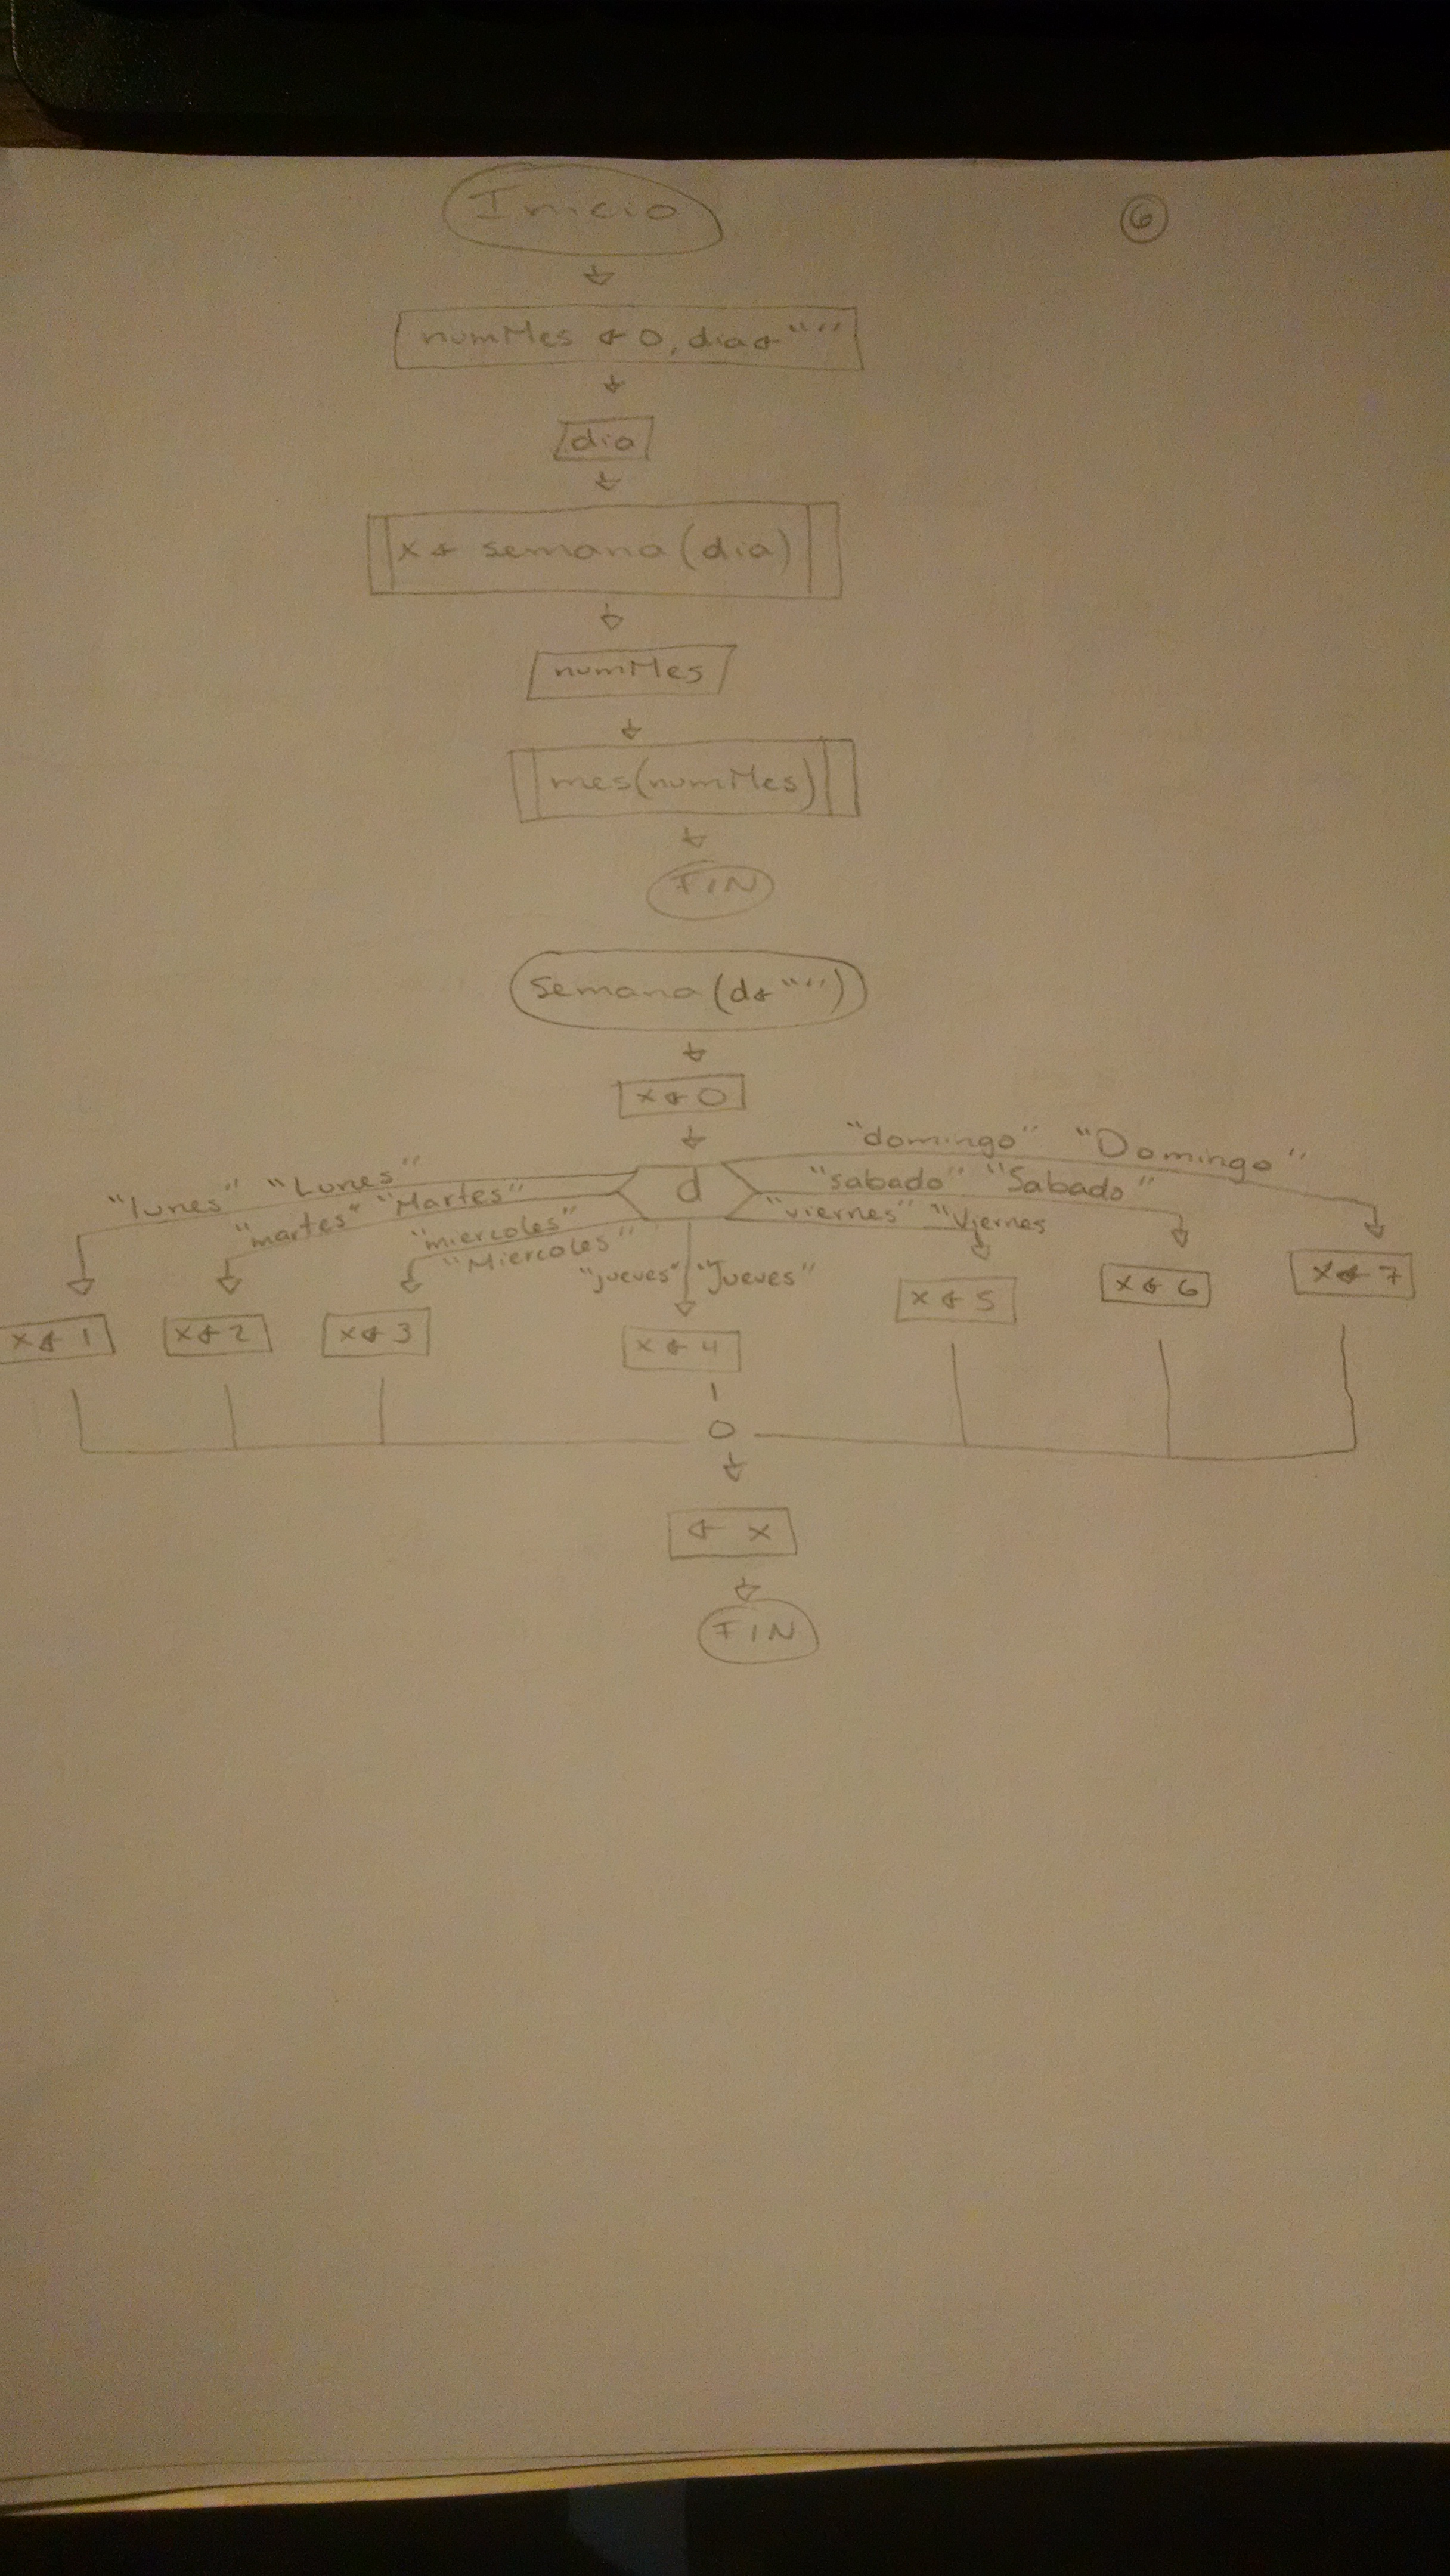 Inicio
6
numMes ← 0, dia ← “ ”
dia
x ← semana (dia)
numMes
mes(numMes)
FIN
Semana (d ← “ ”)
x ← 0
d
“lunes” “Lunes”
“martes” “Martes”
“miercoles”
“Miercoles”
“jueves” “Jueves”
“viernes” “Viernes
“sabado” “Sabado”
“domingo” “Domingo”
x ← 1
x ← 2
x ← 3
x ← 4
x ← 5
x ← 6
x ← 7
← x
FIN